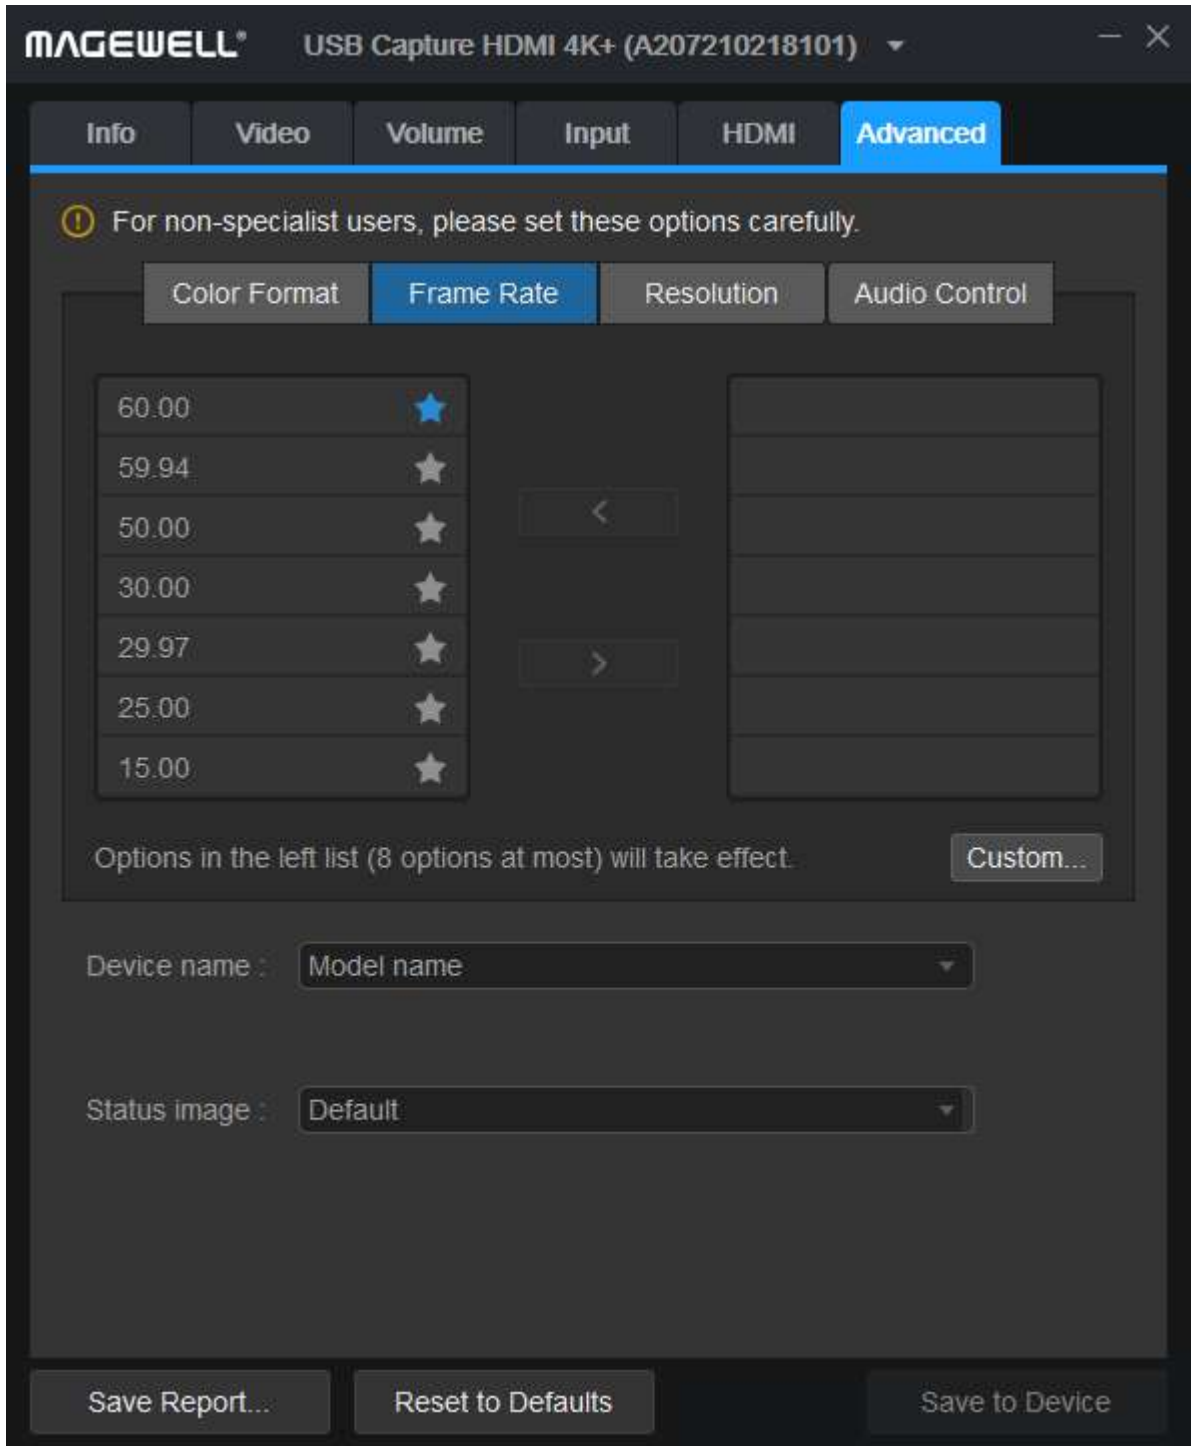 MAGEWELL® USB Capture HDMI 4K+ (A207210218101)
Info Video Volume Input HDMI Advanced
For non-specialist users, please set these options carefully.
Color Format Frame Rate Resolution Audio Control
60.00
59.94
50.00
30.00
29.97
25.00
15.00
Options in the left list (8 options at most) will take effect.
Custom...
Device name : Model name
Status image : Default
Save Report... Reset to Defaults Save to Device